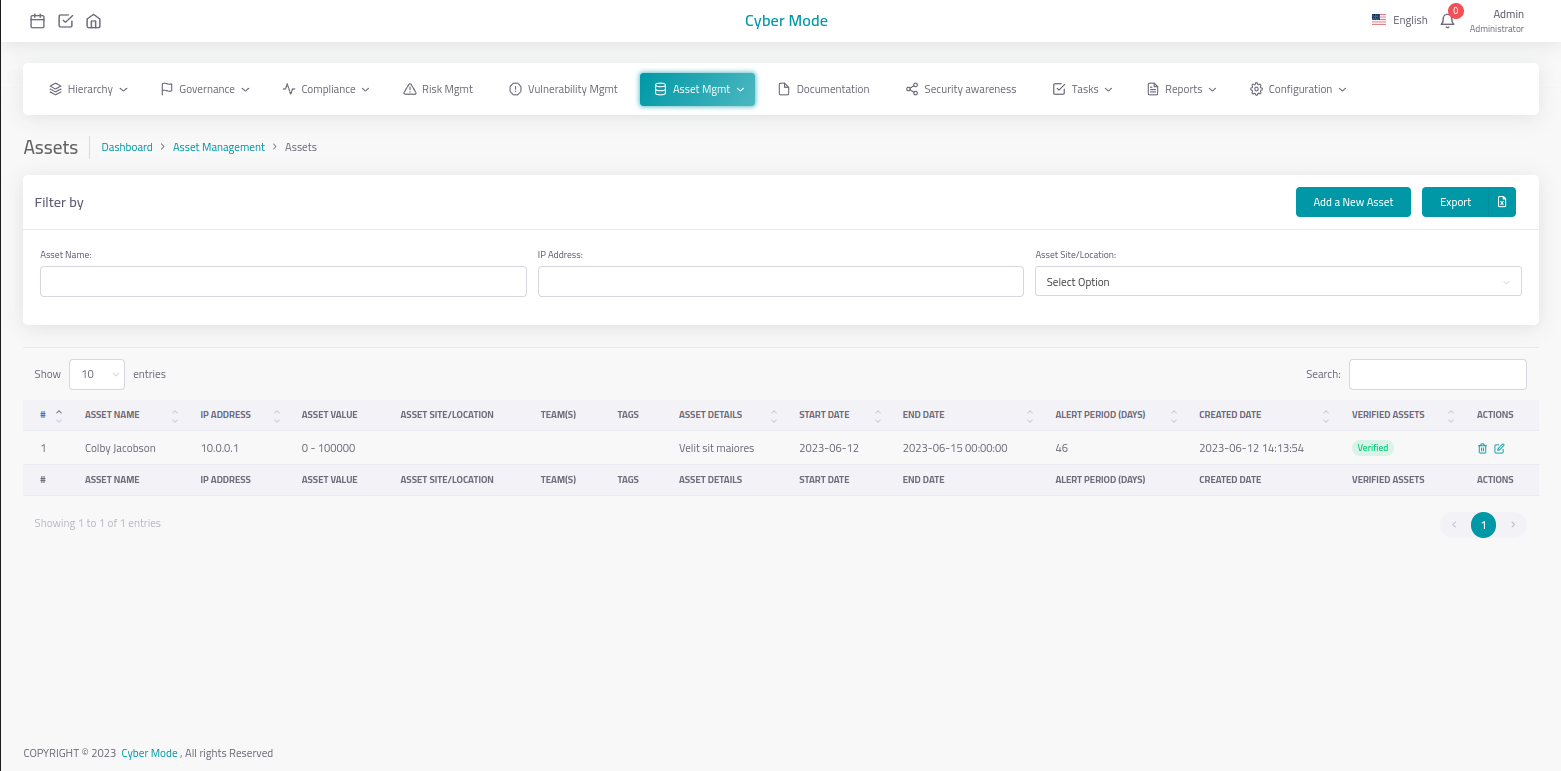 Cyber Mode
English
0
Admin
Administrator
Hierarchy Governance Compliance Risk Mgmt Vulnerability Mgmt Asset Mgmt Documentation Security awareness Tasks Reports Configuration
Assets Dashboard > Asset Management > Assets
Filter by
Add a New Asset Export
Asset Name: IP Address: Asset Site/Location:
Select Option
Show 10 entries Search:
# ASSET NAME IP ADDRESS ASSET VALUE ASSET SITE/LOCATION TEAM(S) TAGS ASSET DETAILS START DATE END DATE ALERT PERIOD (DAYS) CREATED DATE VERIFIED ASSETS ACTIONS
1 Colby Jacobson 10.0.0.1 0 - 100000 Velit sit maiores 2023-06-12 2023-06-15 00:00:00 46 2023-06-12 14:13:54 Verified
# ASSET NAME IP ADDRESS ASSET VALUE ASSET SITE/LOCATION TEAM(S) TAGS ASSET DETAILS START DATE END DATE ALERT PERIOD (DAYS) CREATED DATE VERIFIED ASSETS ACTIONS
Showing 1 to 1 of 1 entries
1
COPYRIGHT © 2023 Cyber Mode , All rights Reserved